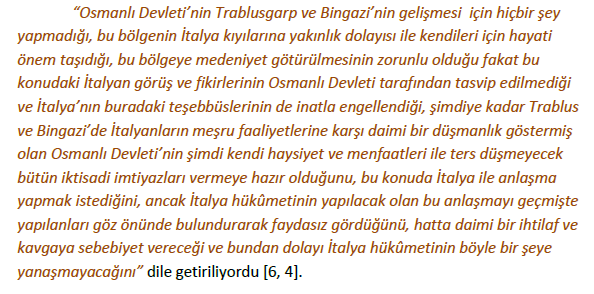 “Osmanlı Devleti’nin Trablusgarp ve Bingazi’nin gelişmesi için hiçbir şey
yapmadığı, bu bölgenin İtalya kıyılarına yakınlık dolayısı ile kendileri için hayati
önem taşıdığı, bu bölgeye medeniyet götürülmesinin zorunlu olduğu fakat bu
konudaki İtalyan görüş ve fikirlerinin Osmanlı Devleti tarafından tasvip edilmediği
ve İtalya’nın buradaki teşebbüslerinin de inatla engellendiği, şimdiye kadar Trablus
ve Bingazi’de İtalyanların meşru faaliyetlerine karşı daimi bir düşmanlık göstermiş
olan Osmanlı Devleti’nin şimdi kendi haysiyet ve menfaatleri ile ters düşmeyecek
bütün iktisadi imtiyazları vermeye hazır olduğunu, bu konuda İtalya ile anlaşma
yapmak istediğini, ancak İtalya hükûmetinin yapılacak olan bu anlaşmayı geçmişte
yapılanları göz önünde bulundurarak faydasız gördüğünü, hatta daimi bir ihtilaf ve
kavgaya sebebiyet vereceği ve bundan dolayı İtalya hükûmetinin böyle bir şeye
yanaşmayacağını” dile getiriliyordu [6, 4].